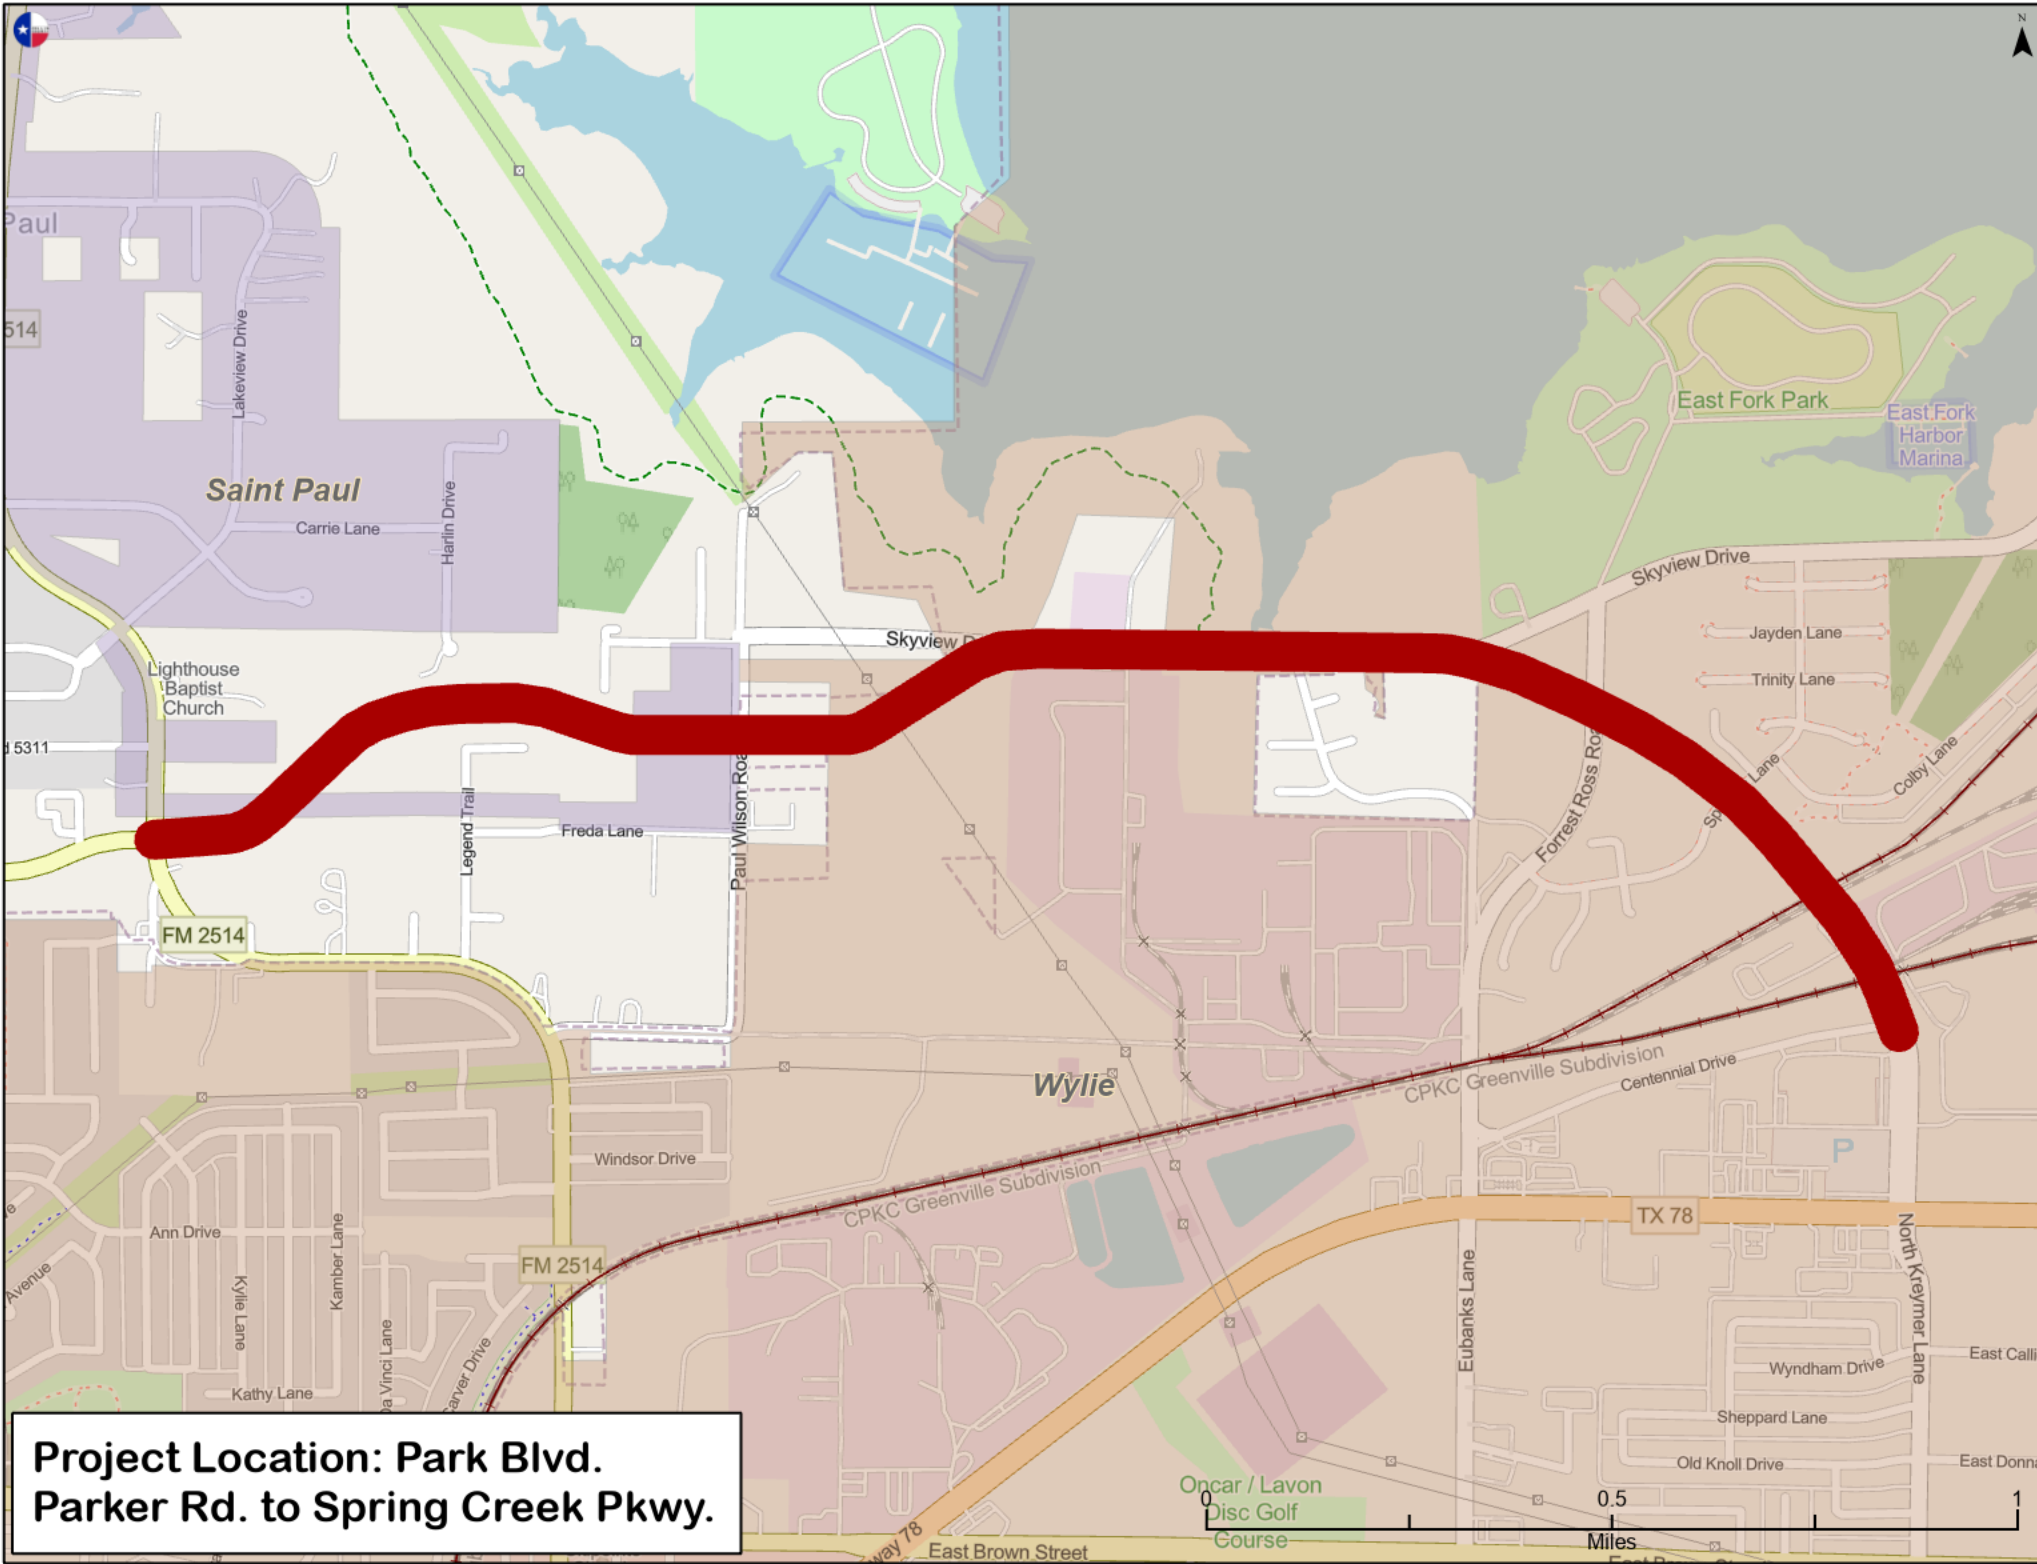 N
Paul
514
Lakeview Drive
Saint Paul
Carrie Lane
Harlin Drive
East Fork Park
East Fork
Harbor
Marina
Skyview Drive
Jayden Lane
Trinity Lane
Colby Lane
Lane
Skyview D
Lighthouse
Baptist
Church
5311
Legend Trail
Freda Lane
Paul Wilson Roa
Forrest Ross Roa
FM 2514
Wylie
CPKC Greenville Subdivision
Centennial Drive
Windsor Drive
CPKC Greenville Subdivision
P
TX 78
Ann Drive
Avenue
Kylie Lane
Kamber Lane
FM 2514
Da Vinci Lane
Carver Drive
Kathy Lane
Eubanks Lane
North Kreymer Lane
Wyndham Drive
East Calli
Sheppard Lane
Old Knoll Drive
East Donna
Oncar / Lavon
Disc Golf
Course
way 78
East Brown Street
0 0.5 1
Miles
Project Location: Park Blvd.
Parker Rd. to Spring Creek Pkwy.